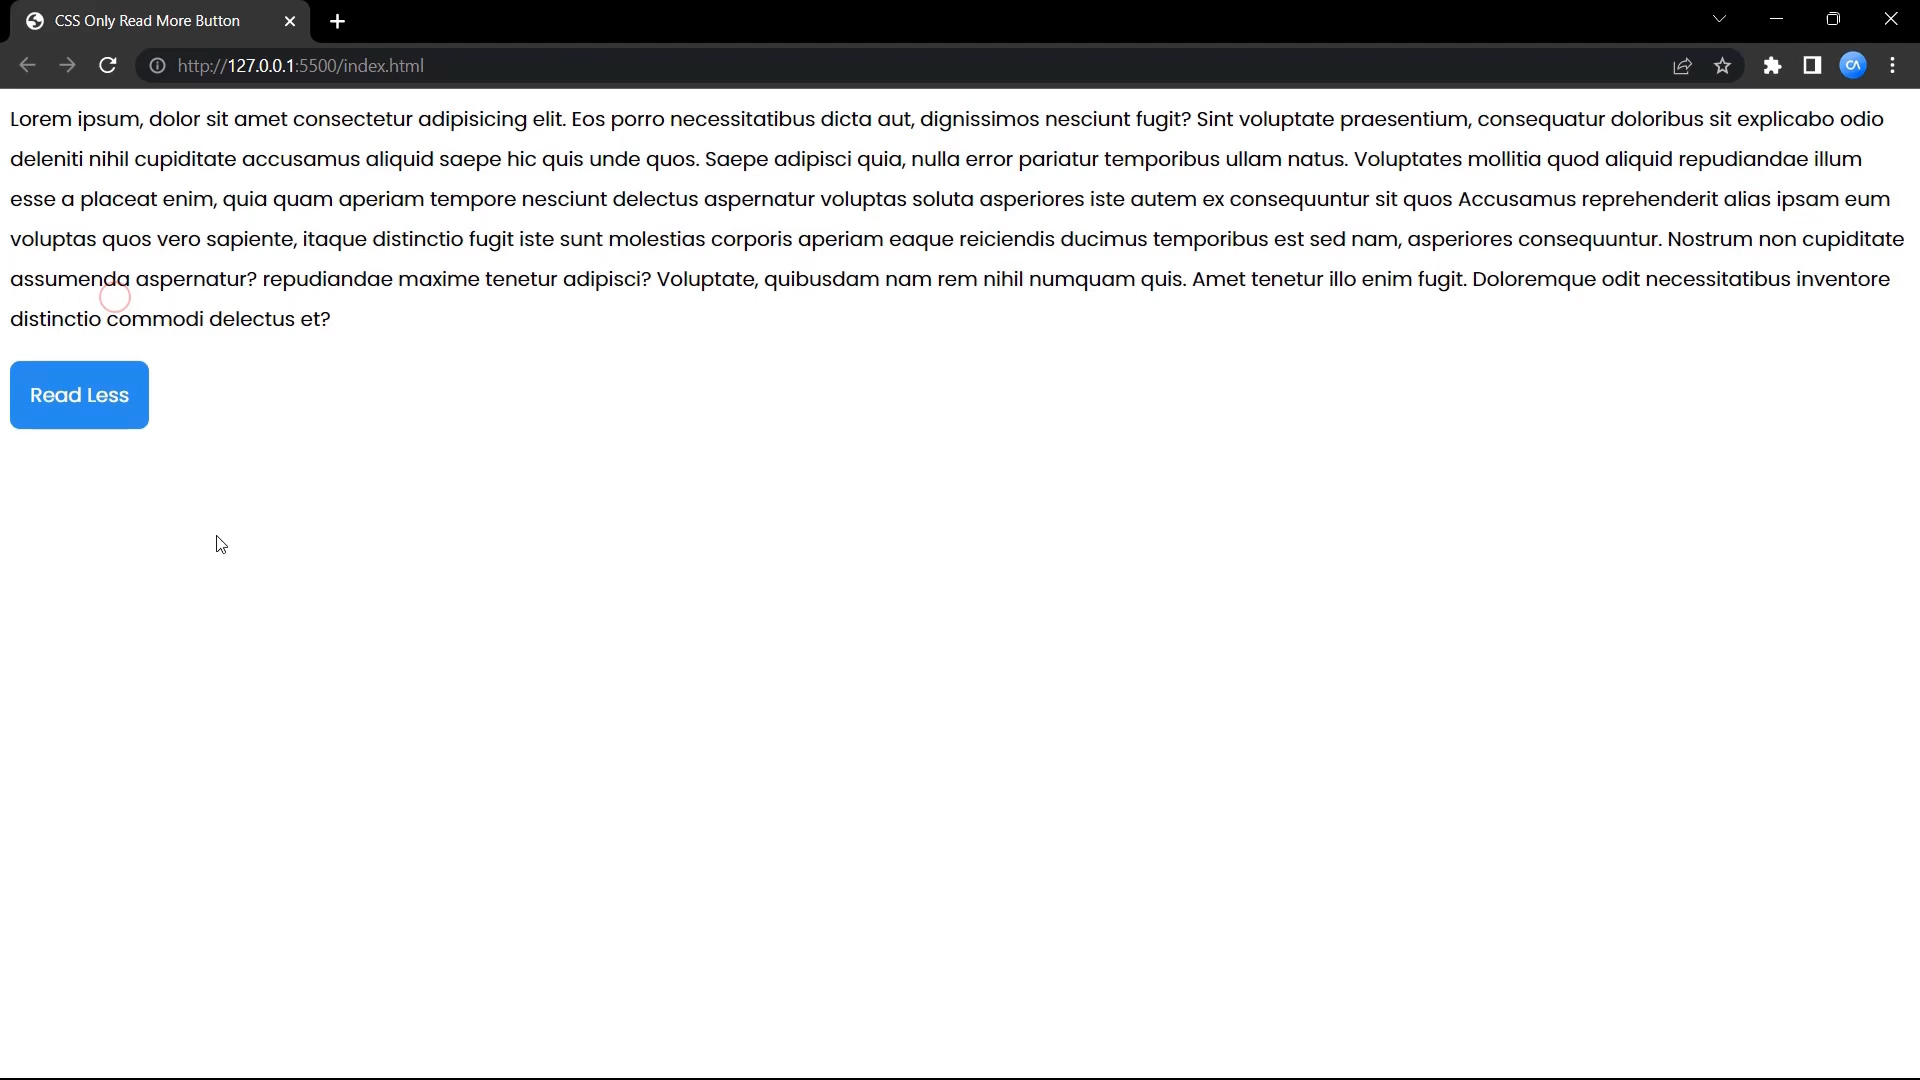 CSS Only Read More Button
http://127.0.0.1:5500/index.html
CA
Lorem ipsum, dolor sit amet consectetur adipisicing elit. Eos porro necessitatibus dicta aut, dignissimos nesciunt fugit? Sint voluptate praesentium, consequatur doloribus sit explicabo odio
deleniti nihil cupiditate accusamus aliquid saepe hic quis unde quos. Saepe adipisci quia, nulla error pariatur temporibus ullam natus. Voluptates mollitia quod aliquid repudiandae illum
esse a placeat enim, quia quam aperiam tempore nesciunt delectus aspernatur voluptas soluta asperiores iste autem ex consequuntur sit quos Accusamus reprehenderit alias ipsam eum
voluptas quos vero sapiente, itaque distinctio fugit iste sunt molestias corporis aperiam eaque reiciendis ducimus temporibus est sed nam, asperiores consequuntur. Nostrum non cupiditate
assumenda aspernatur? repudiandae maxime tenetur adipisci? Voluptate, quibusdam nam rem nihil numquam quis. Amet tenetur illo enim fugit. Doloremque odit necessitatibus inventore
distinctio commodi delectus et?
Read Less